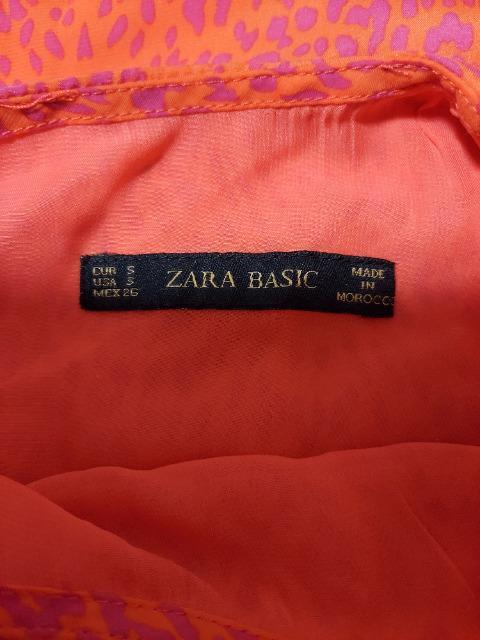 EUR S
USA S
MEX 26
ZARA BASIC
MADE
IN
MOROCCO